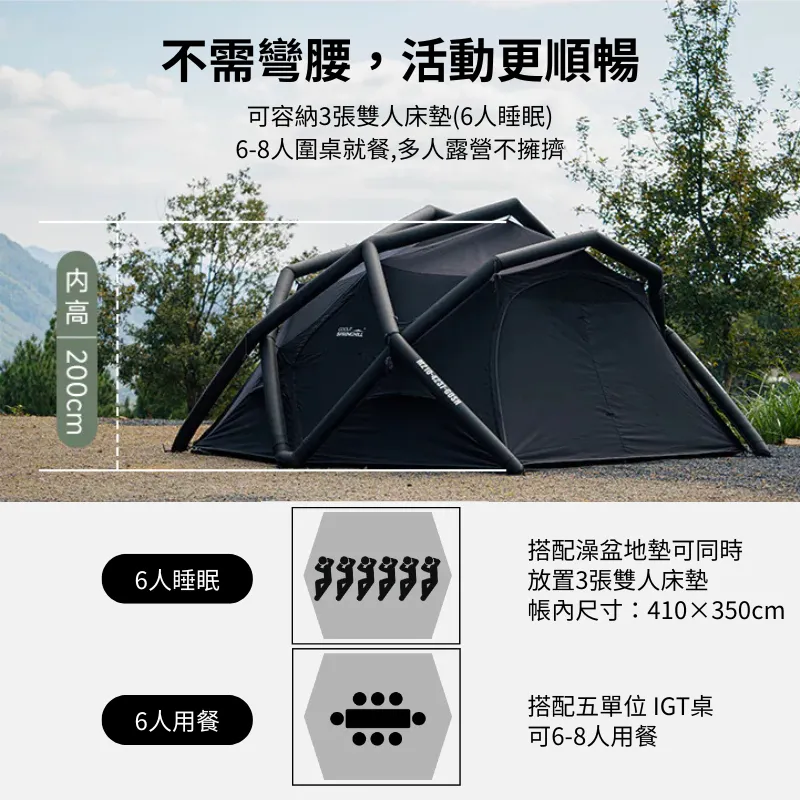 不需彎腰，活動更順暢
可容納3張雙人床墊(6人睡眠)
6-8人圍桌就餐,多人露營不擁擠
内高
200cm
6人睡眠
搭配澡盆地墊可同時
放置3張雙人床墊
帳內尺寸：410×350cm
6人用餐
搭配五單位 IGT桌
可6-8人用餐